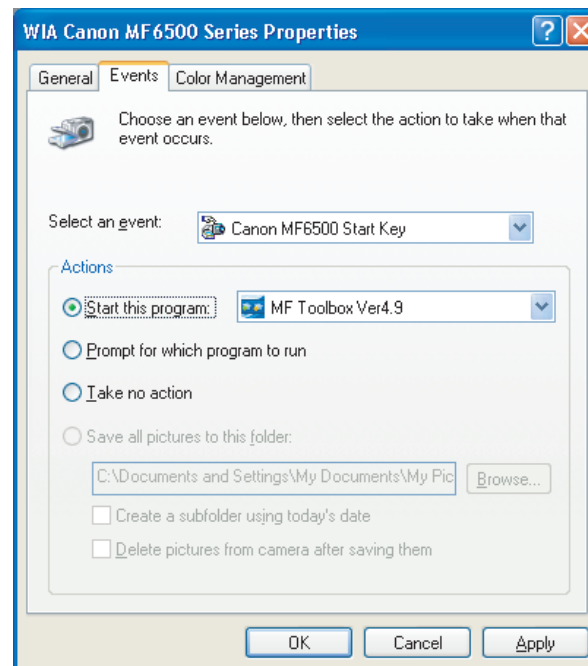 WIA Canon MF6500 Series Properties
General Events Color Management
Choose an event below, then select the action to take when that
event occurs.
Select an event: Canon MF6500 Start Key
Actions
Start this program: MF Toolbox Ver4.9
Prompt for which program to run
Take no action
Save all pictures to this folder:
C:\Documents and Settings\My Documents\My Pic Browse...
Create a subfolder using today's date
Delete pictures from camera after saving them
OK Cancel Apply